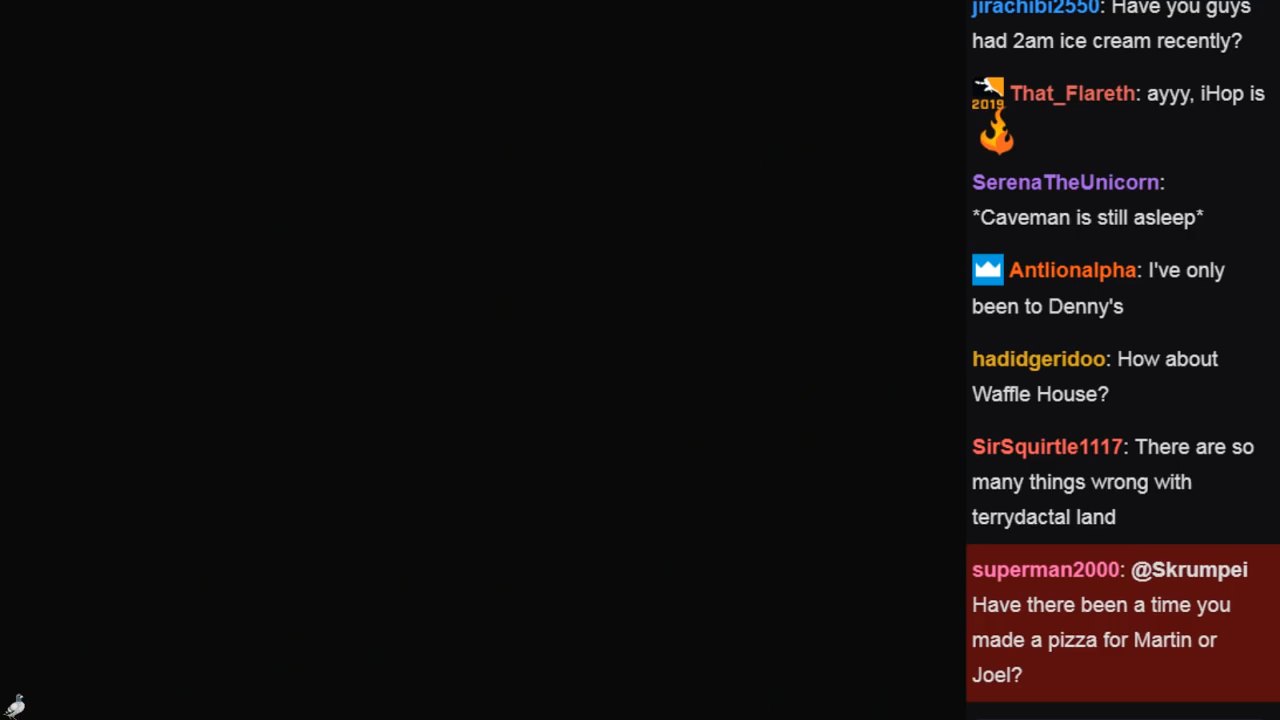 jirachibi2550: Have you guys
had 2am ice cream recently?
2019 That_Flareth: ayyy, iHop is
SerenaTheUnicorn:
*Caveman is still asleep*
Antlionalpha: I've only
been to Denny's
hadidgeridoo: How about
Waffle House?
SirSquirtle1117: There are so
many things wrong with
terrydactal land
superman2000: @Skrumpei
Have there been a time you
made a pizza for Martin or
Joel?